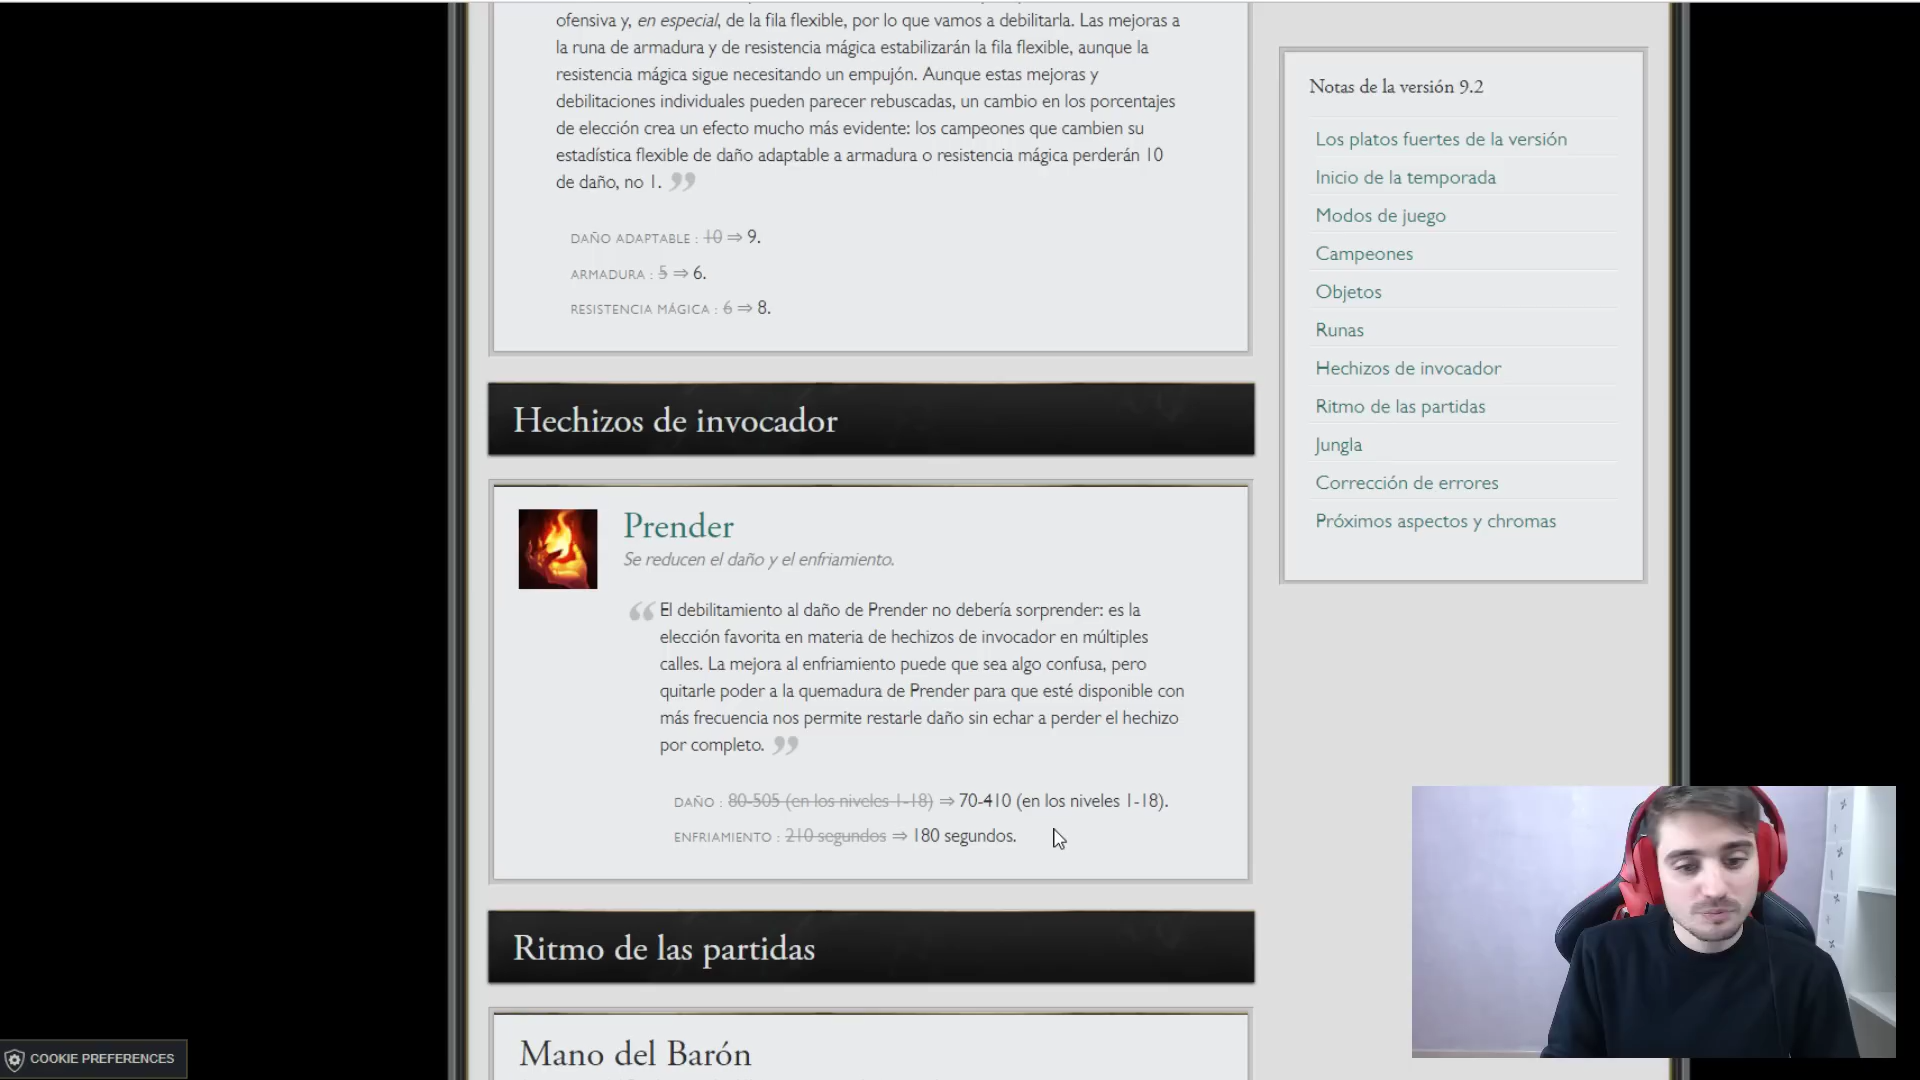 ofensiva y, en especial, de la fila flexible, por lo que vamos a debilitarla. Las mejoras a
la runa de armadura y de resistencia mágica estabilizarán la fila flexible, aunque la
resistencia mágica sigue necesitando un empujón. Aunque estas mejoras y
debilitaciones individuales pueden parecer rebuscadas, un cambio en los porcentajes
de elección crea un efecto mucho más evidente: los campeones que cambien su
estadística flexible de daño adaptable a armadura o resistencia mágica perderán 10
de daño, no 1. ”
DAÑO ADAPTABLE : 10 ⇒ 9.
ARMADURA : 5 ⇒ 6.
RESISTENCIA MÁGICA : 6 ⇒ 8.
Hechizos de invocador
Prender
Se reducen el daño y el enfriamiento.
“ El debilitamiento al daño de Prender no debería sorprender: es la
elección favorita en materia de hechizos de invocador en múltiples
calles. La mejora al enfriamiento puede que sea algo confusa, pero
quitarle poder a la quemadura de Prender para que esté disponible con
más frecuencia nos permite restarle daño sin echar a perder el hechizo
por completo. ”
DAÑO : 80-505 (en los niveles 1-18) ⇒ 70-410 (en los niveles 1-18).
ENFRIAMIENTO : 210 segundos ⇒ 180 segundos.
Ritmo de las partidas
Mano del Barón
Notas de la versión 9.2
Los platos fuertes de la versión
Inicio de la temporada
Modos de juego
Campeones
Objetos
Runas
Hechizos de invocador
Ritmo de las partidas
Jungla
Corrección de errores
Próximos aspectos y chromas
COOKIE PREFERENCES